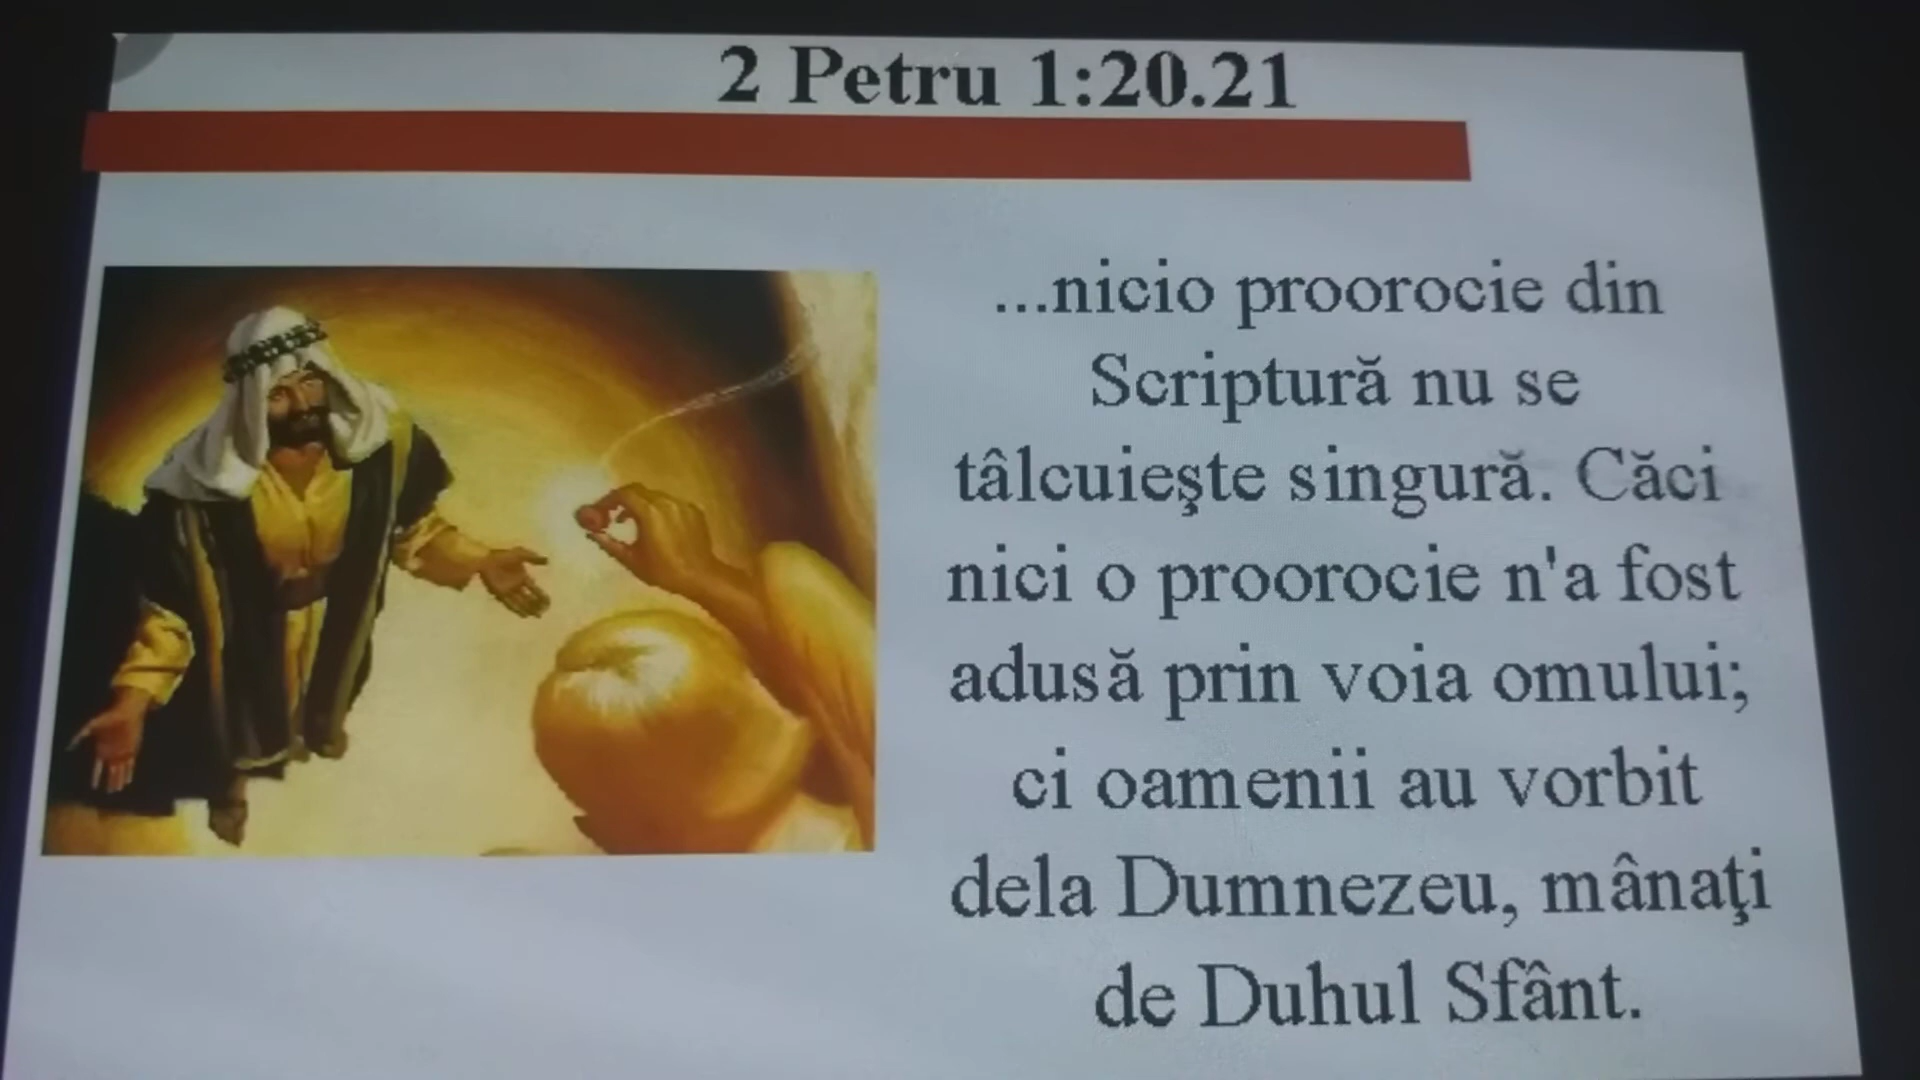 2 Petru 1:20.21
...nicio proorocie din
Scriptură nu se
tâlcuieşte singură. Căci
nici o proorocie n'a fost
adusă prin voia omului;
ci oamenii au vorbit
dela Dumnezeu, mânaţi
de Duhul Sfânt.